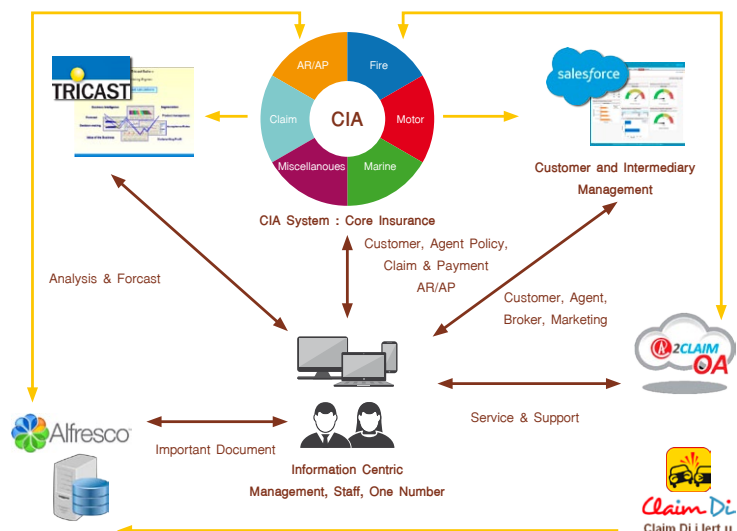 TRICAST
AR/AP
Fire
Claim
CIA
Motor
Miscellanoues
Marine
salesforce
Customer and Intermediary
Management
CIA System : Core Insurance
Customer, Agent Policy,
Claim & Payment
AR/AP
Analysis & Forcast
Customer, Agent,
Broker, Marketing
2CLAIM
OA
Service & Support
Alfresco
Important Document
Information Centric
Management, Staff, One Number
Claim Di